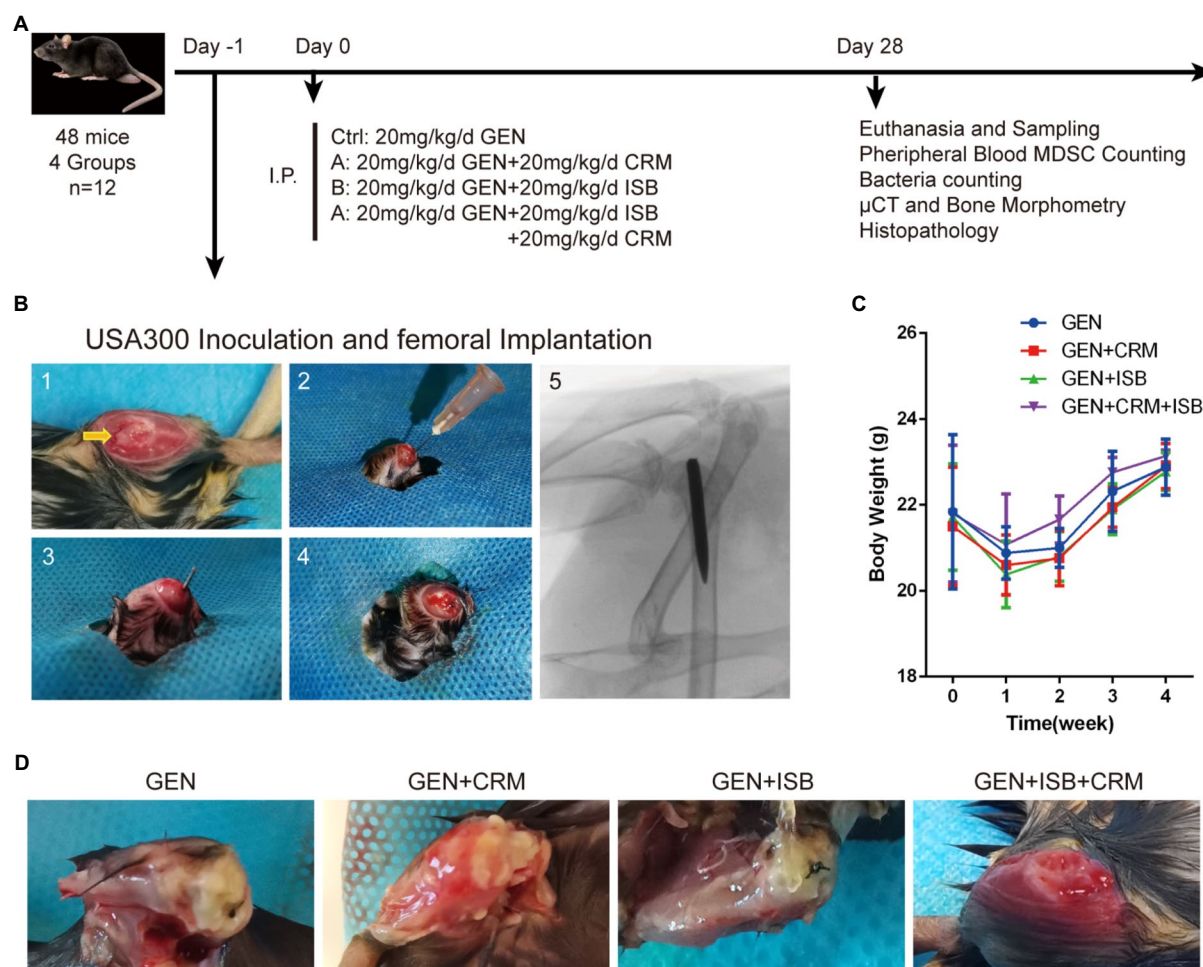 A
Day -1
Day 0
Day 28
48 mice
4 Groups
n=12
I.P.
Ctrl: 20mg/kg/d GEN
A: 20mg/kg/d GEN+20mg/kg/d CRM
B: 20mg/kg/d GEN+20mg/kg/d ISB
A: 20mg/kg/d GEN+20mg/kg/d ISB
+20mg/kg/d CRM
Euthanasia and Sampling
Pheripheral Blood MDSC Counting
Bacteria counting
µCT and Bone Morphometry
Histopathology
B
USA300 Inoculation and femoral Implantation
1
2
3
4
5
C
GEN
GEN+CRM
GEN+ISB
GEN+CRM+ISB
Body Weight (g)
26
24
22
20
18
0 1 2 3 4
Time(week)
D
GEN
GEN+CRM
GEN+ISB
GEN+ISB+CRM